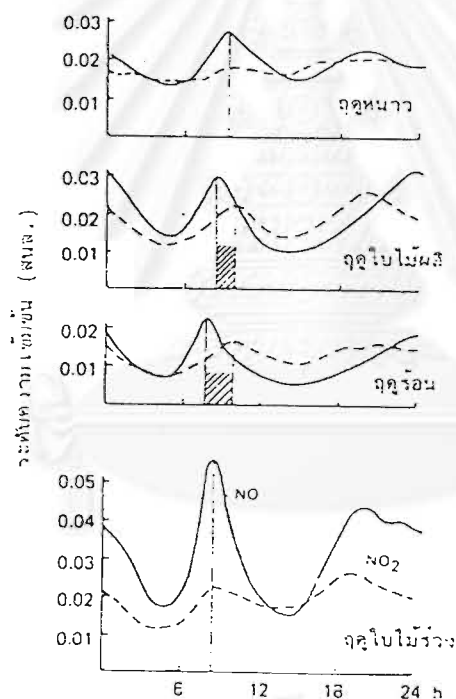 0.03
0.02
0.01
ฤดูหนาว
0.03
0.02
0.01
ฤดูใบไม้ผลิ
0.02
0.01
ฤดูร้อน
ระดับความเข้มข้น (สนล.)
0.05
0.04
0.03
0.02
0.01
NO
NO2
ฤดูใบไม้ร่วง
6 12 18 24 h